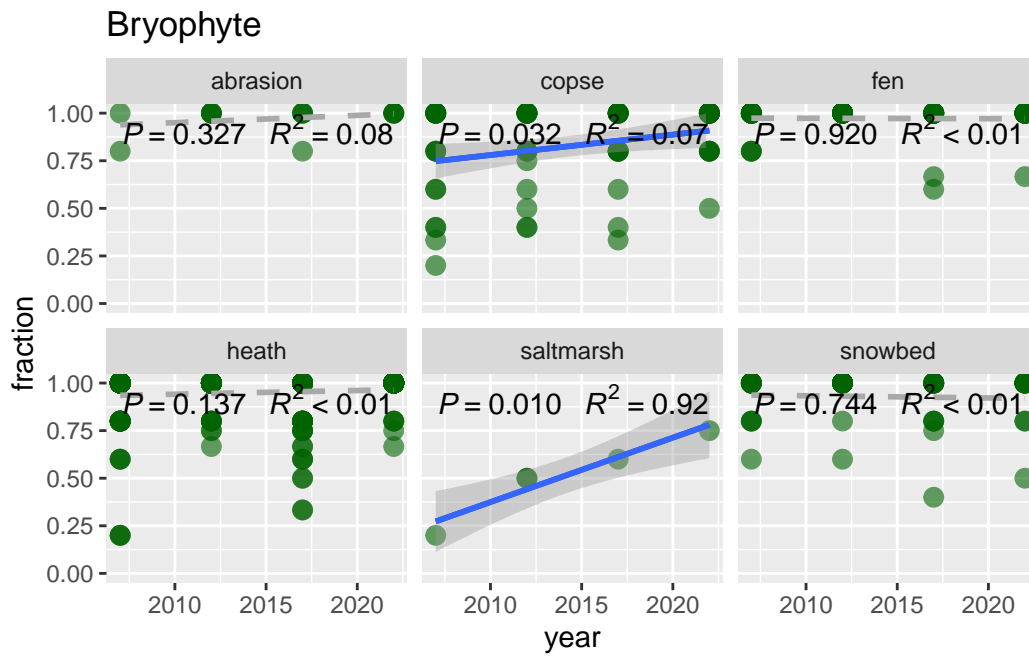 Bryophyte
abrasion copse fen
1.00
P = 0.327 R² = 0.08 P = 0.032 R² = 0.07 P = 0.920 R² < 0.01
0.75
0.50
0.25
0.00
heath saltmarsh snowbed
1.00
P = 0.137 R² < 0.01 P = 0.010 R² = 0.92 P = 0.744 R² < 0.01
0.75
0.50
0.25
0.00
fraction
2010 2015 2020 2010 2015 2020 2010 2015 2020
year